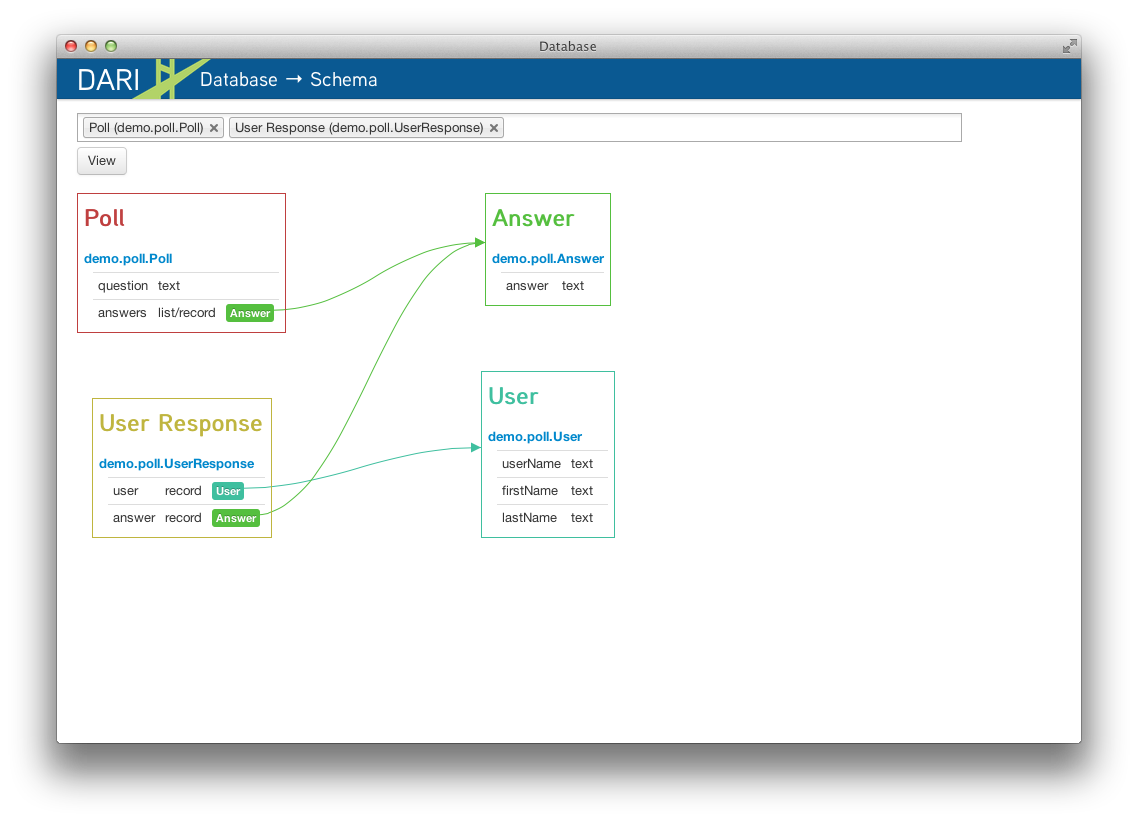 Database
DARI Database → Schema
Poll (demo.poll.Poll) × User Response (demo.poll.UserResponse) ×
View
Poll
demo.poll.Poll
question text
answers list/record Answer
Answer
demo.poll.Answer
answer text
User Response
demo.poll.UserResponse
user record User
answer record Answer
User
demo.poll.User
userName text
firstName text
lastName text